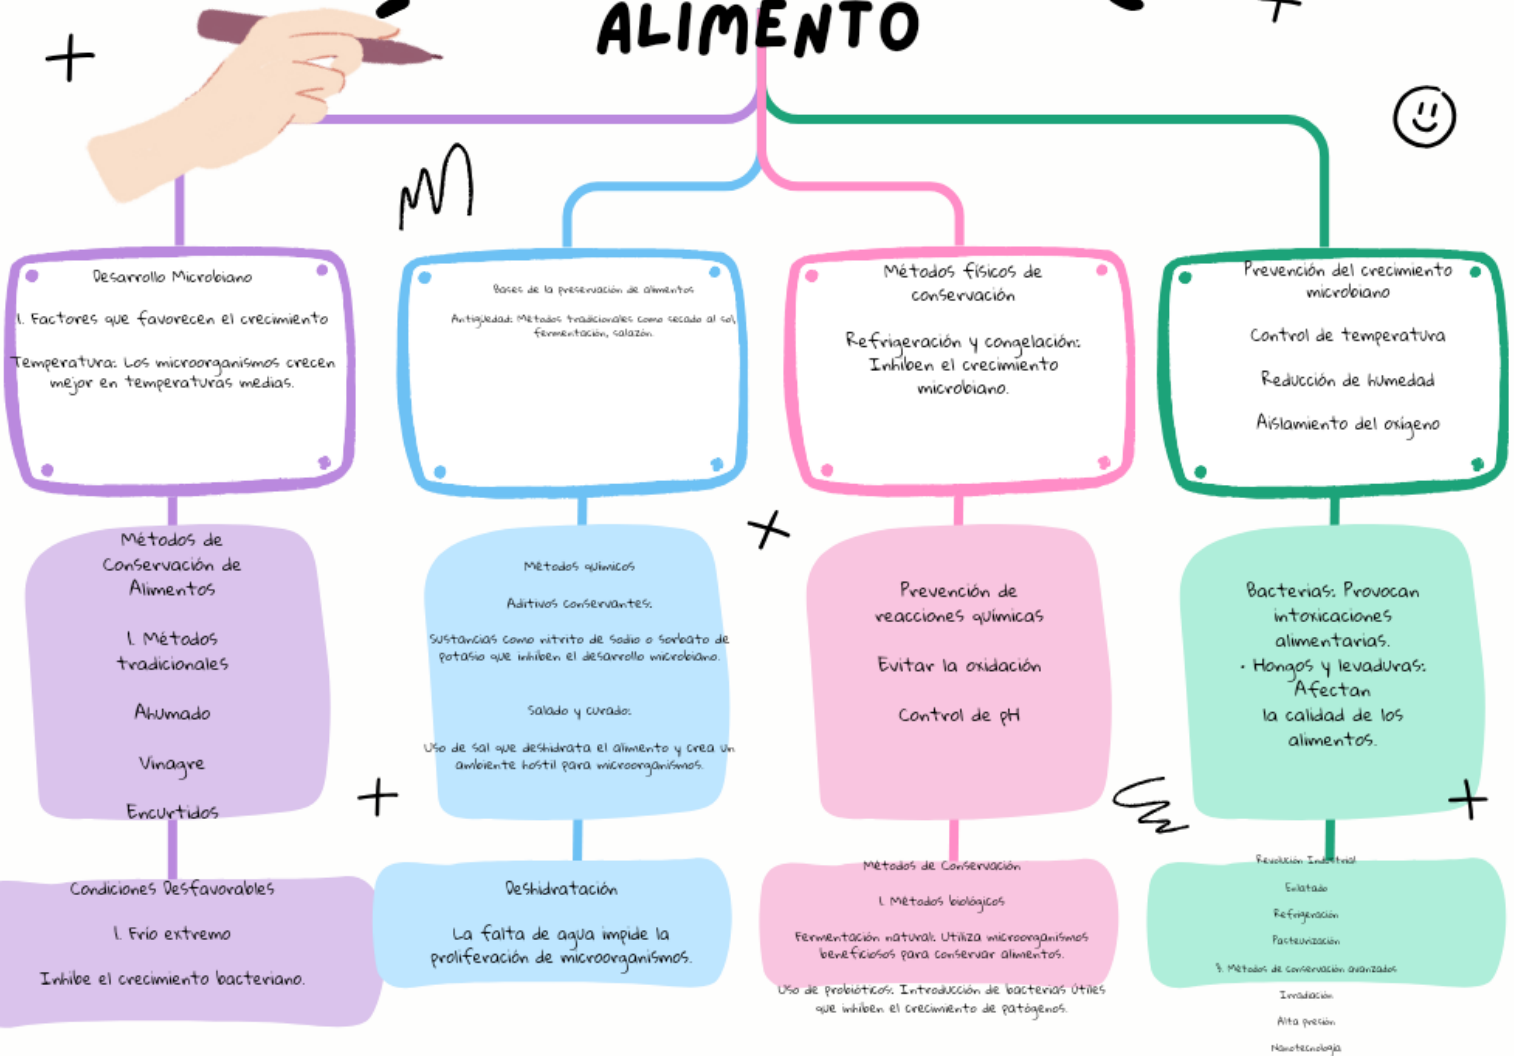 ALIMENTO
Desarrollo Microbiano
1. Factores que favorecen el crecimiento
Temperatura: Los microorganismos crecen
mejor en temperaturas medias.
Bases de la preservación de alimentos
Antigüedad: Métodos tradicionales como secado al sol,
fermentación, salazón.
Métodos físicos de
conservación
Refrigeración y congelación:
Inhiben el crecimiento
microbiano.
Prevención del crecimiento
microbiano
Control de temperatura
Reducción de humedad
Aislamiento del oxígeno
Métodos de
Conservación de
Alimentos
1. Métodos
tradicionales
Ahumado
Vinagre
Encurtidos
Métodos químicos
Aditivos conservantes:
Sustancias como nitrito de sodio o sorbato de
potasio que inhiben el desarrollo microbiano.
Salado y curado:
Uso de sal que deshidrata el alimento y crea un
ambiente hostil para microorganismos.
Prevención de
reacciones químicas
Evitar la oxidación
Control de pH
Bacterias: Provocan
intoxicaciones
alimentarias.
• Hongos y levaduras:
Afectan
la calidad de los
alimentos.
Condiciones Desfavorables
1. Frío extremo
Inhibe el crecimiento bacteriano.
Deshidratación
La falta de agua impide la
proliferación de microorganismos.
Métodos de Conservación
1. Métodos biológicos
Fermentación natural: Utiliza microorganismos
beneficiosos para conservar alimentos.
Uso de probióticos: Introducción de bacterias útiles
que inhiben el crecimiento de patógenos.
Revolución Industrial
Enlatado
Refrigeración
Pasteurización
3. Métodos de conservación avanzados
Irradiación
Alta presión
Nanotecnología